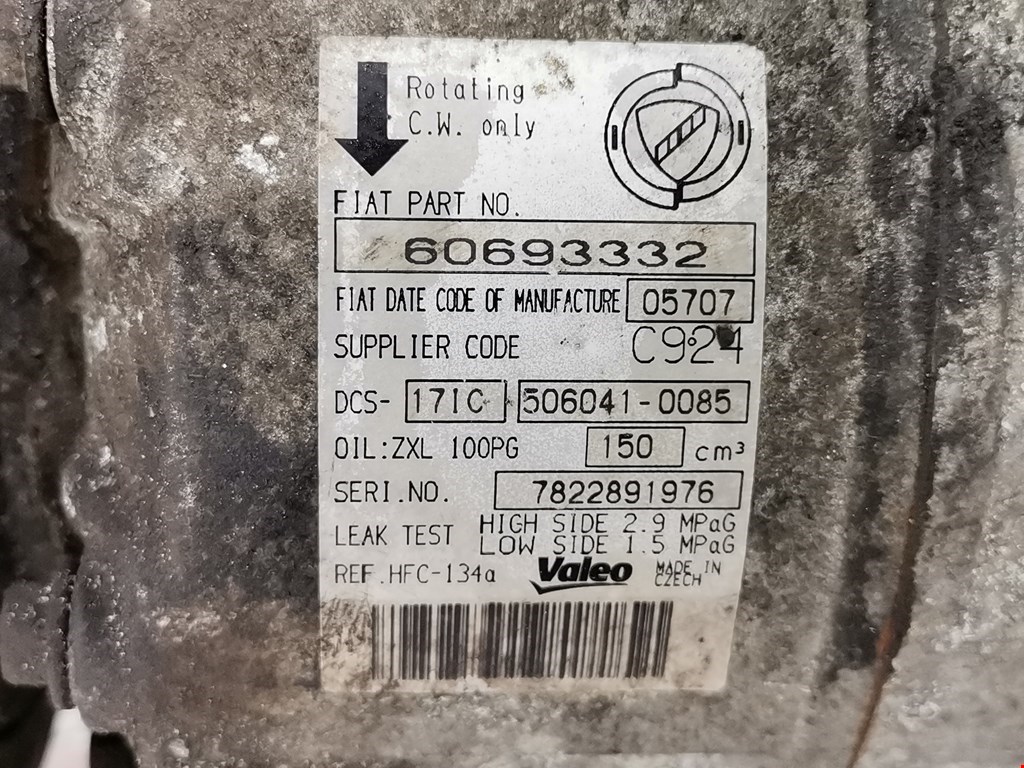 Rotating
C.W. only
FIAT PART NO.
60693332
FIAT DATE CODE OF MANUFACTURE 05707
SUPPLIER CODE C924
DCS- 17IC 506041-0085
OIL:ZXL 100PG 150 cm³
SERI.NO. 7822891976
LEAK TEST HIGH SIDE 2.9 MPaG
LOW SIDE 1.5 MPaG
REF.HFC-134a Valeo MADE IN
CZECH